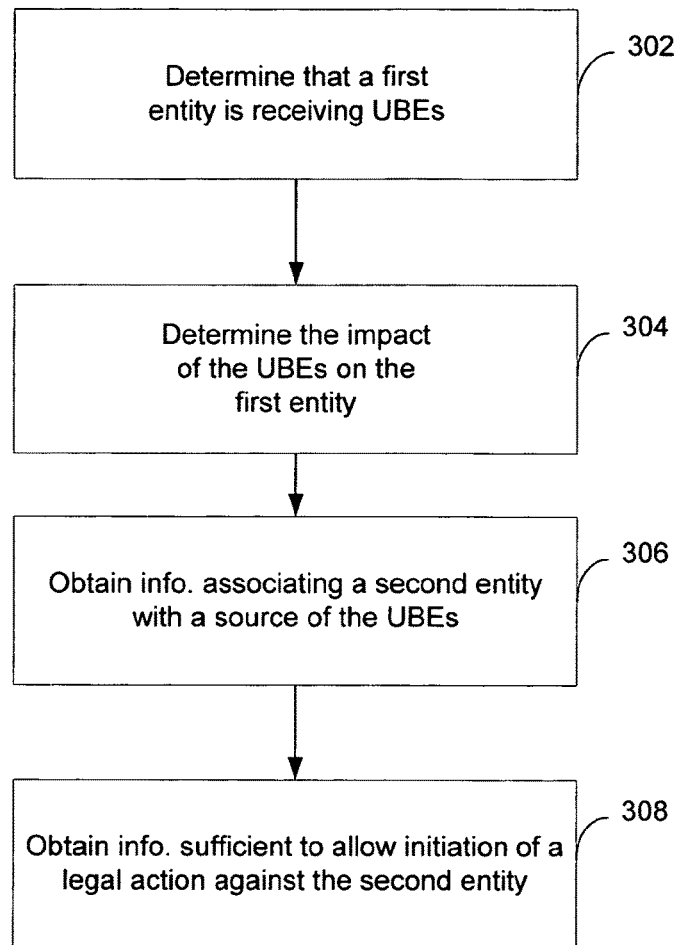 302
Determine that a first
entity is receiving UBEs
304
Determine the impact
of the UBEs on the
first entity
306
Obtain info. associating a second entity
with a source of the UBEs
308
Obtain info. sufficient to allow initiation of a
legal action against the second entity